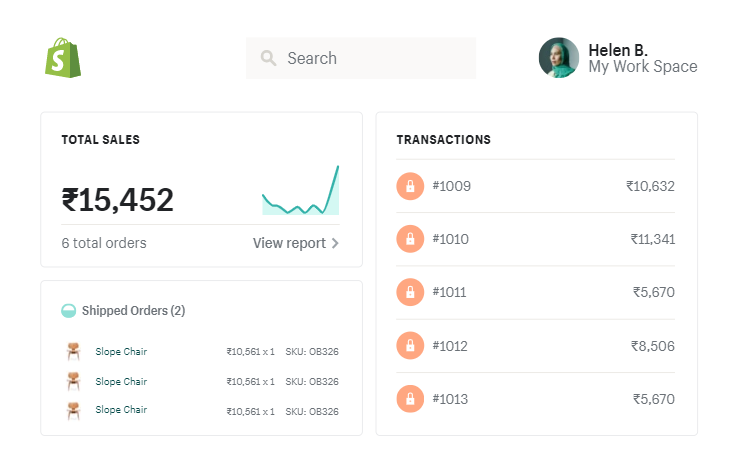 S
Search
Helen B.
My Work Space
TOTAL SALES
₹15,452
6 total orders
View report
Shipped Orders (2)
Slope Chair ₹10,561 x 1 SKU: OB326
Slope Chair ₹10,561 x 1 SKU: OB326
Slope Chair ₹10,561 x 1 SKU: OB326
TRANSACTIONS
#1009 ₹10,632
#1010 ₹11,341
#1011 ₹5,670
#1012 ₹8,506
#1013 ₹5,670